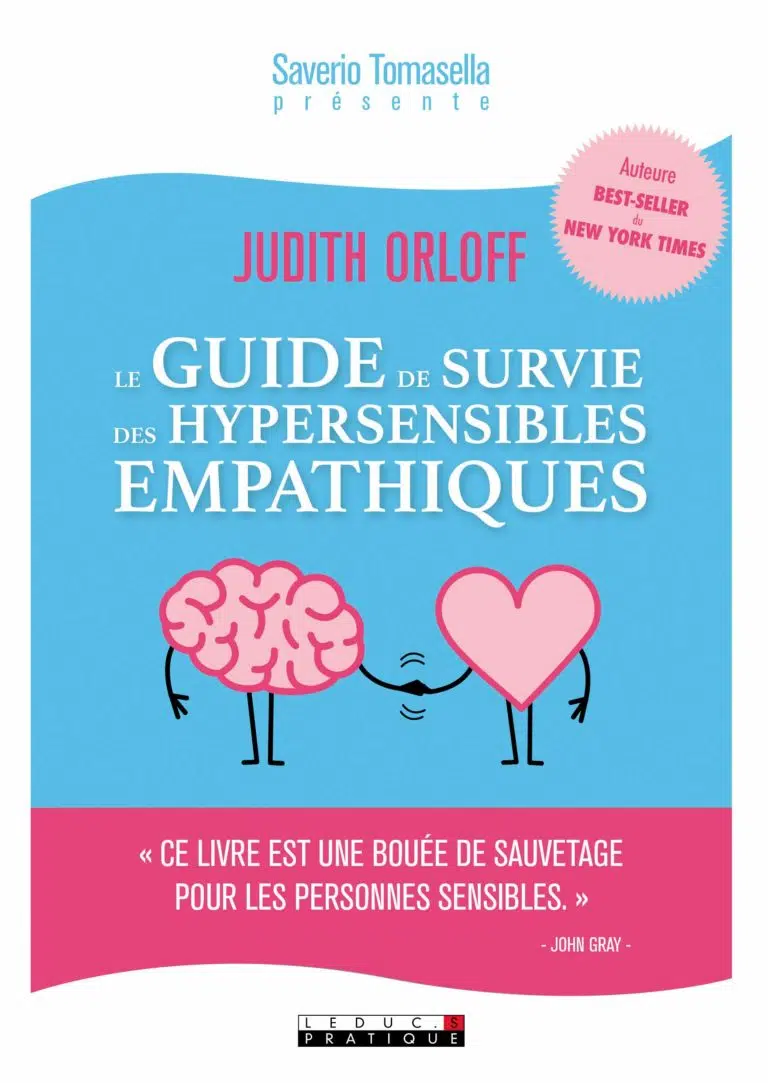 Saverio Tomasella
présente
Auteure
BEST-SELLER
du
NEW YORK TIMES
JUDITH ORLOFF
LE GUIDE DE SURVIE
DES HYPERSENSIBLES
EMPATHIQUES
« CE LIVRE EST UNE BOUÉE DE SAUVETAGE
POUR LES PERSONNES SENSIBLES. »
- JOHN GRAY -
LEDUC.S
PRATIQUE